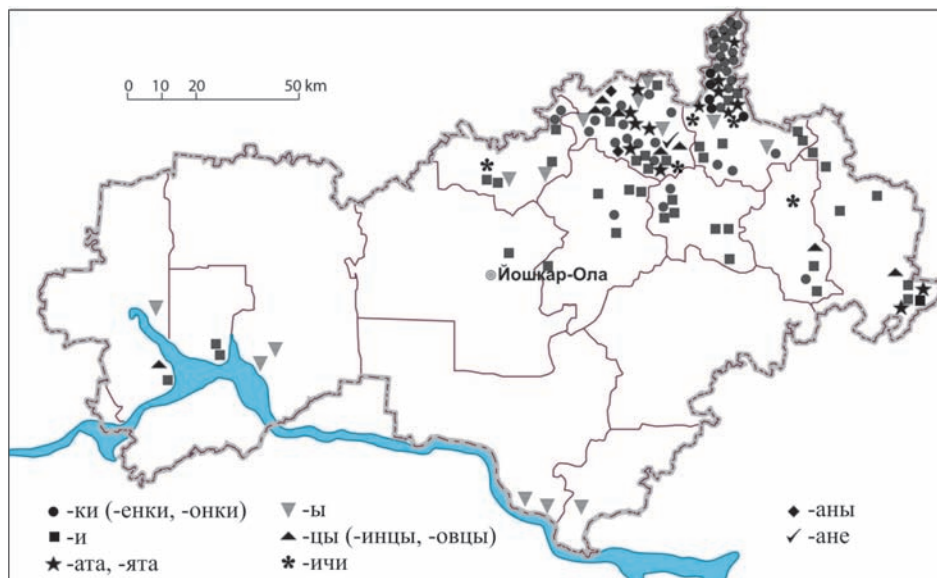 0 10 20 50 km
Йошкар-Ола
-ки (-енки, -онки)
-и
-ата, -ята
-ы
-цы (-инцы, -овцы)
-ичи
-аны
-ане